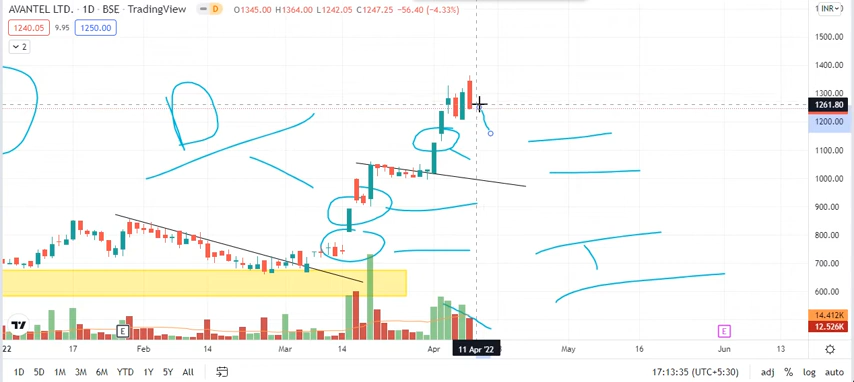 AVANTEL LTD. · 1D · BSE · TradingView
D
O1345.00 H1364.00 L1242.05 C1247.25 −56.40 (−4.33%)
INR
1240.05 9.95 1250.00
2
1500.00
1400.00
1300.00
1261.80
1200.00
1000.00
900.00
800.00
700.00
600.00
14.412K
12.526K
E
E
22 17 Feb 14 Mar 14 Apr 11 Apr '22 May 16 Jun 13
1D 5D 1M 3M 6M YTD 1Y 5Y All
17:13:35 (UTC+5:30) adj % log auto